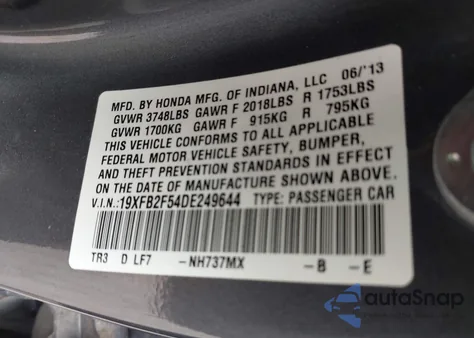 MFD. BY HONDA MFG. OF INDIANA, LLC 06/'13
GVWR 3748LBS GAWR F 2018LBS R 1753LBS
GVWR 1700KG GAWR F 915KG R 795KG
THIS VEHICLE CONFORMS TO ALL APPLICABLE
FEDERAL MOTOR VEHICLE SAFETY, BUMPER,
AND THEFT PREVENTION STANDARDS IN EFFECT
ON THE DATE OF MANUFACTURE SHOWN ABOVE.
V.I.N.: 19XFB2F54DE249644 TYPE: PASSENGER CAR
TR3 D LF7 -NH737MX -B -E
autoSnap